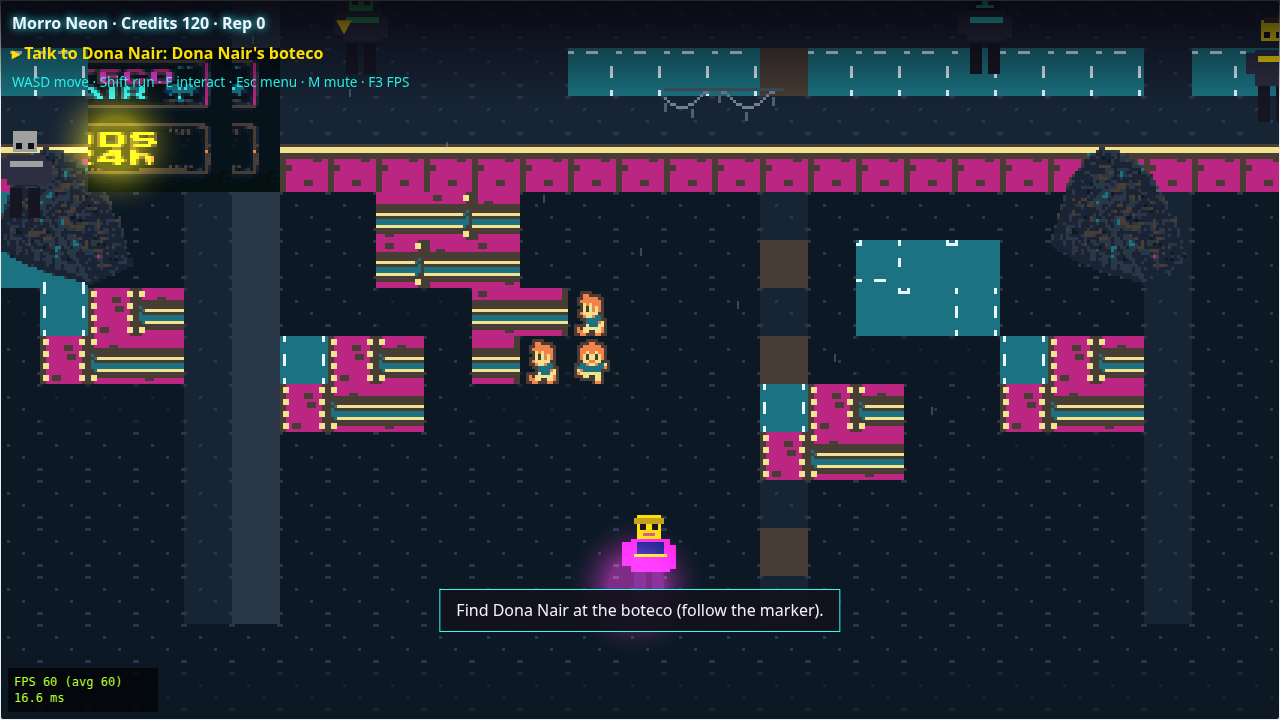 Morro Neon · Credits 120 · Rep 0
▸ Talk to Dona Nair: Dona Nair's boteco
WASD move · Shift run · E interact · Esc menu · M mute · F3 FPS
24h
Find Dona Nair at the boteco (follow the marker).
FPS 60 (avg 60)
16.6 ms